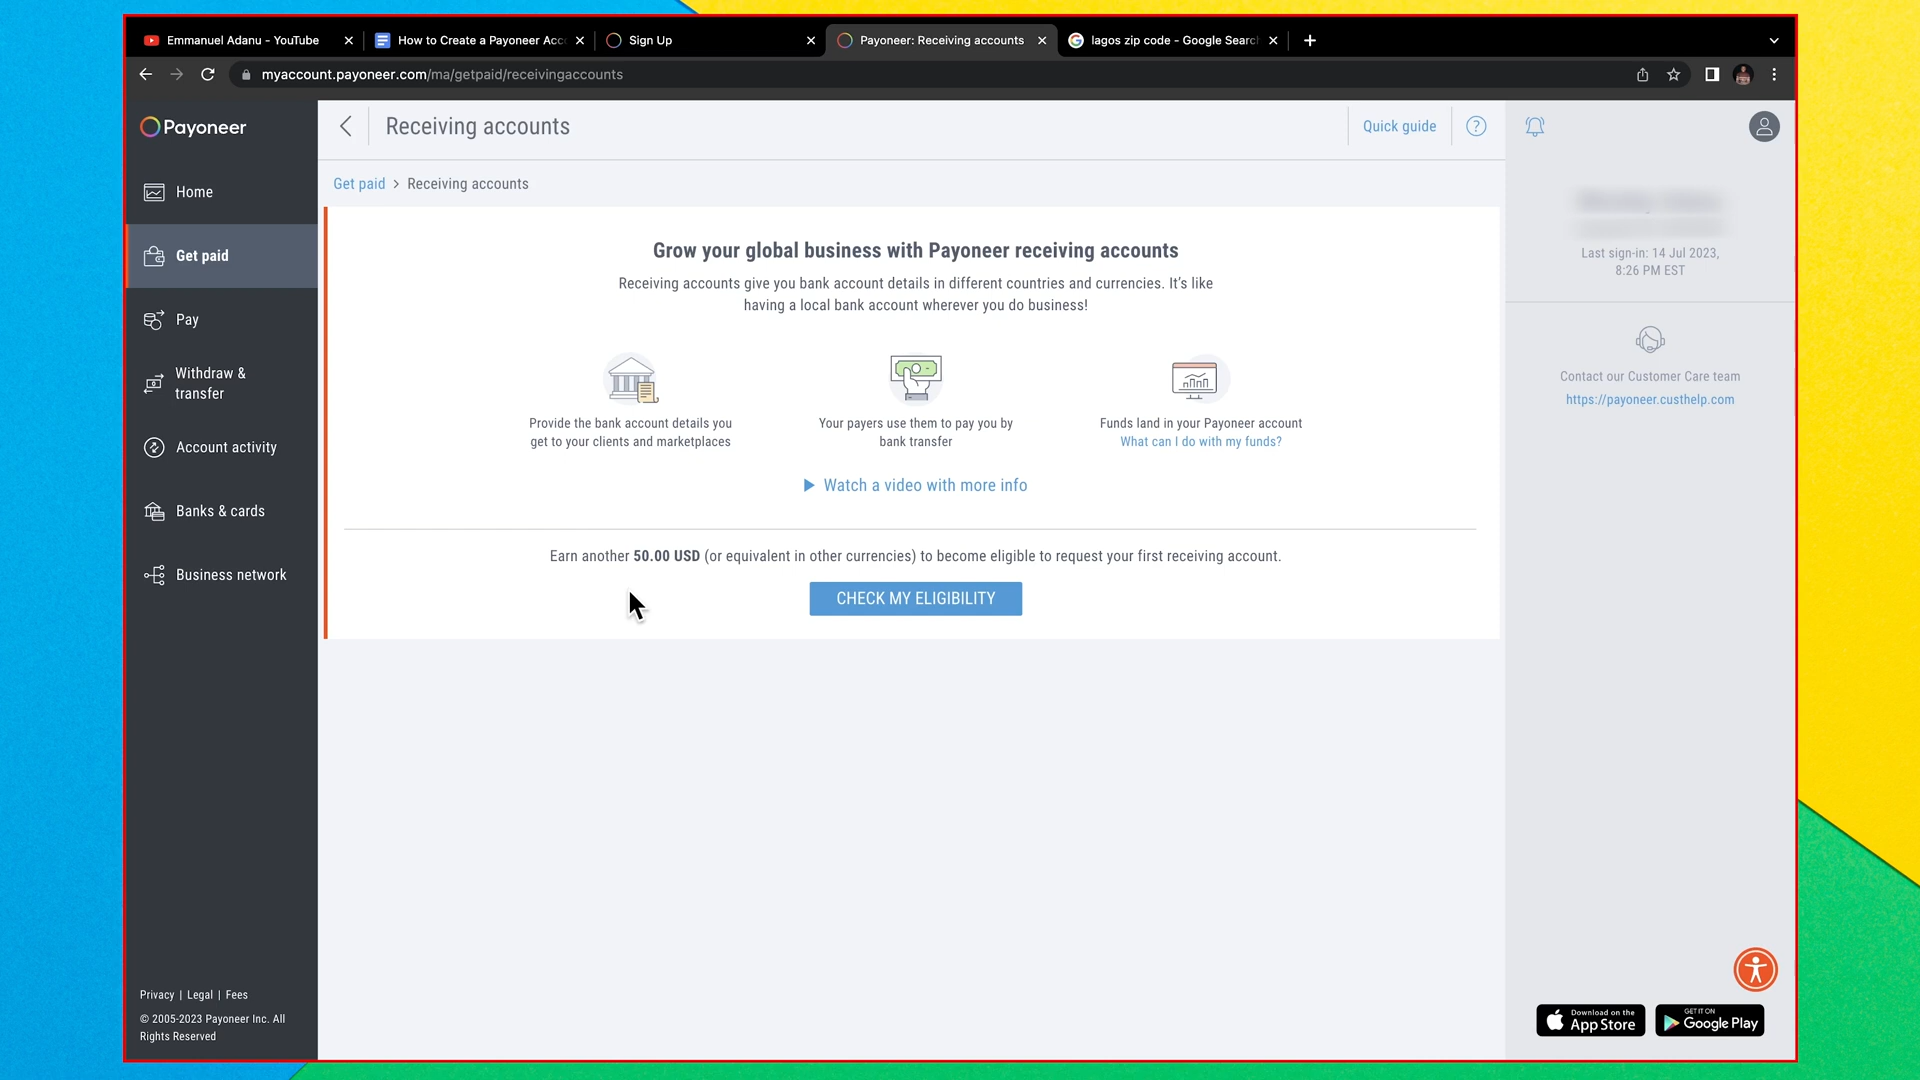 Emmanuel Adanu - YouTube
How to Create a Payoneer Acc
Sign Up
Payoneer: Receiving accounts
lagos zip code - Google Searc
myaccount.payoneer.com/ma/getpaid/receivingaccounts
Payoneer
Home
Get paid
Pay
Withdraw &
transfer
Account activity
Banks & cards
Business network
Privacy | Legal | Fees
© 2005-2023 Payoneer Inc. All
Rights Reserved
Receiving accounts
Quick guide
?
Get paid > Receiving accounts
Grow your global business with Payoneer receiving accounts
Receiving accounts give you bank account details in different countries and currencies. It's like
having a local bank account wherever you do business!
Provide the bank account details you
get to your clients and marketplaces
Your payers use them to pay you by
bank transfer
Funds land in your Payoneer account
What can I do with my funds?
Watch a video with more info
Earn another 50.00 USD (or equivalent in other currencies) to become eligible to request your first receiving account.
CHECK MY ELIGIBILITY
Last sign-in: 14 Jul 2023,
8:26 PM EST
Contact our Customer Care team
https://payoneer.custhelp.com
Download on the
App Store
GET IT ON
Google Play